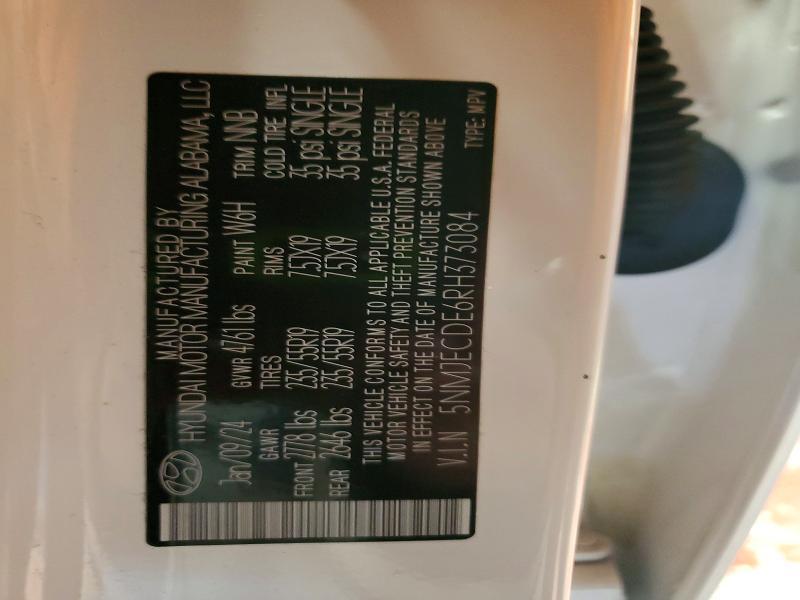 MANUFACTURED BY
HYUNDAI MOTOR MANUFACTURING ALABAMA, LLC
Jan/09/24 GVWR 4761lbs PAINT W6H TRIM NNB
GAWR TIRES RIMS COLD TIRE INFL
FRONT 2778 lbs 235/55R19 7.5JX19 35 psi SINGLE
REAR 2646 lbs 235/55R19 7.5JX19 35 psi SINGLE
THIS VEHICLE CONFORMS TO ALL APPLICABLE U.S.A. FEDERAL
MOTOR VEHICLE SAFETY AND THEFT PREVENTION STANDARDS
IN EFFECT ON THE DATE OF MANUFACTURE SHOWN ABOVE
V.I.N 5NMJECDE6RH373084 TYPE: MPV